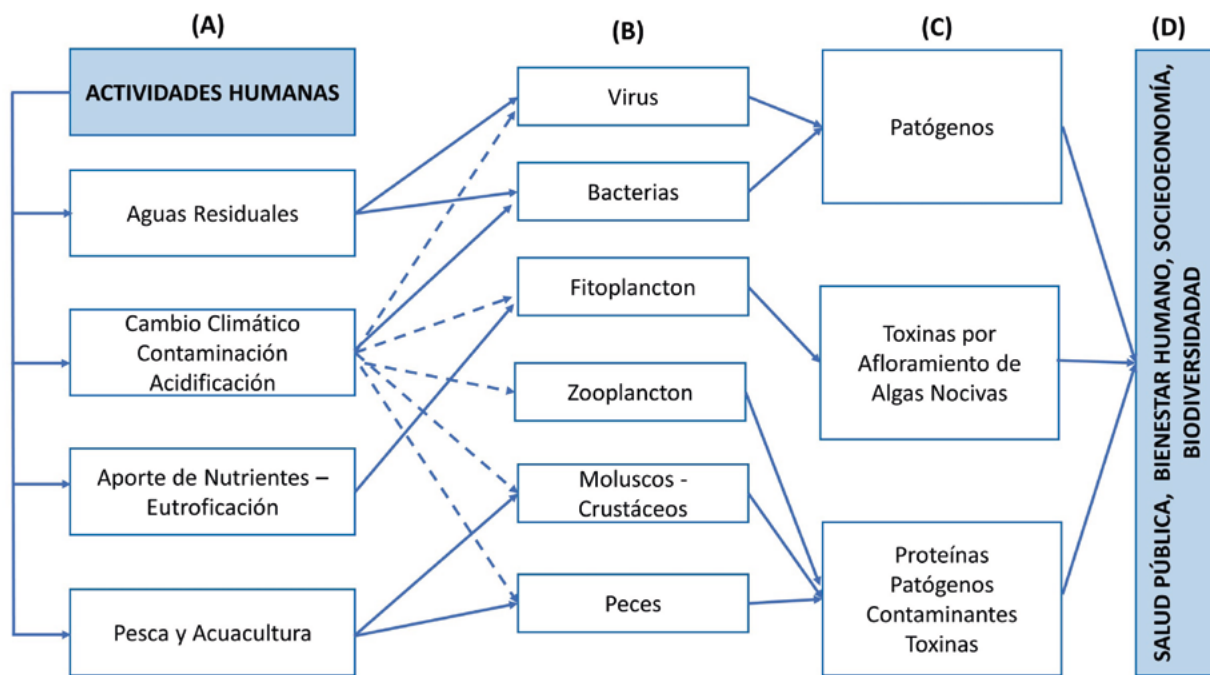 (A)
(B)
(C)
(D)
ACTIVIDADES HUMANAS
Aguas Residuales
Cambio Climático
Contaminación
Acidificación
Aporte de Nutrientes –
Eutroficación
Pesca y Acuacultura
Virus
Bacterias
Fitoplancton
Zooplancton
Moluscos -
Crustáceos
Peces
Patógenos
Toxinas por
Afloramiento de
Algas Nocivas
Proteínas
Patógenos
Contaminantes
Toxinas
SALUD PÚBLICA, BIENESTAR HUMANO, SOCIEOEONOMÍA,
BIODIVERSIDADAD